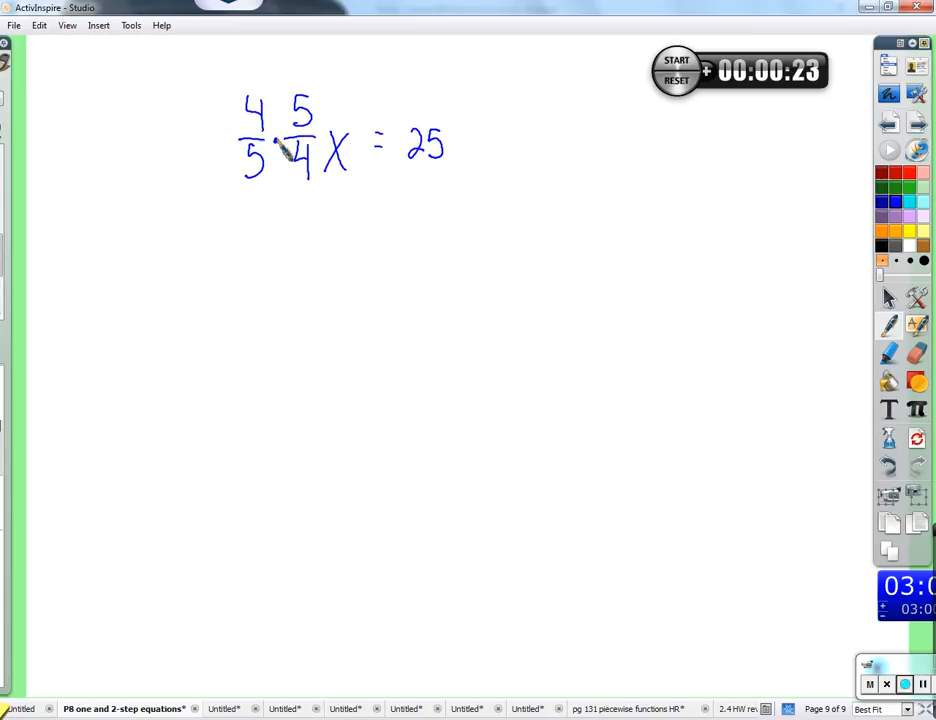 ActivInspire - Studio
File Edit View Insert Tools Help
START
RESET
+ 00:00:23
4/5 · 5/4 x = 25
T π
03:0
+ 03:00
M
Untitled P8 one and 2-step equations* Untitled* Untitled* Untitled* Untitled* Untitled* Untitled* pg 131 piecewise functions HR* 2.4 HW rev Page 9 of 9 Best Fit